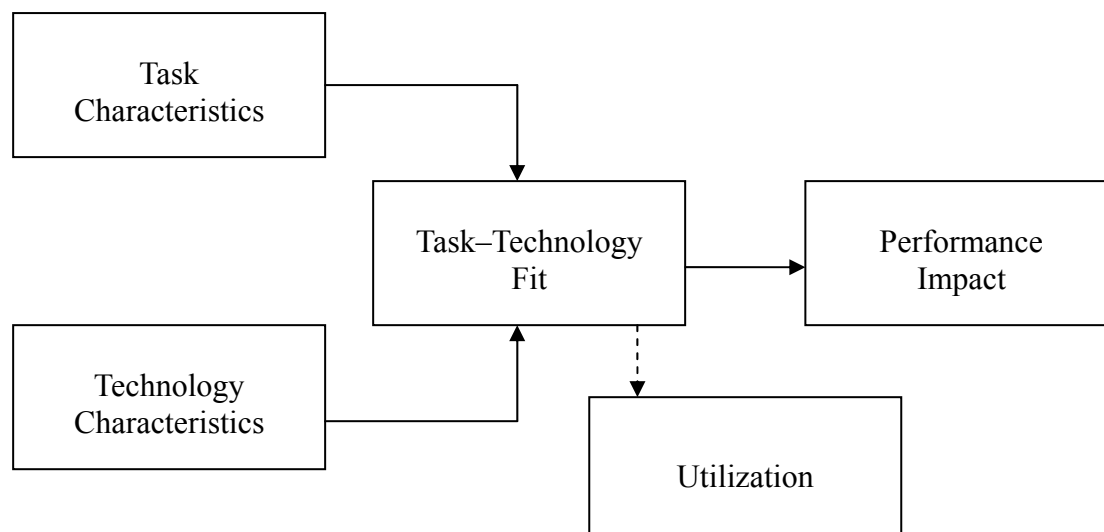 Task
Characteristics
Task–Technology
Fit
Performance
Impact
Technology
Characteristics
Utilization